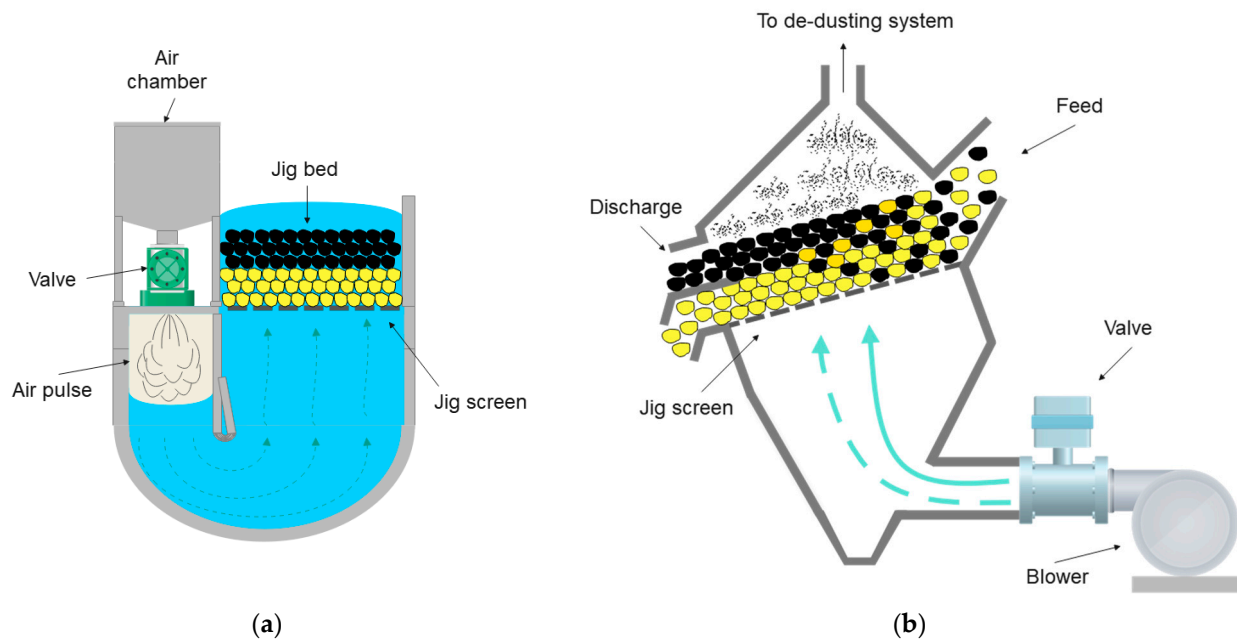 Air
chamber
Jig bed
Valve
Air pulse
Jig screen
(a)
To de-dusting system
Feed
Discharge
Valve
Jig screen
Blower
(b)